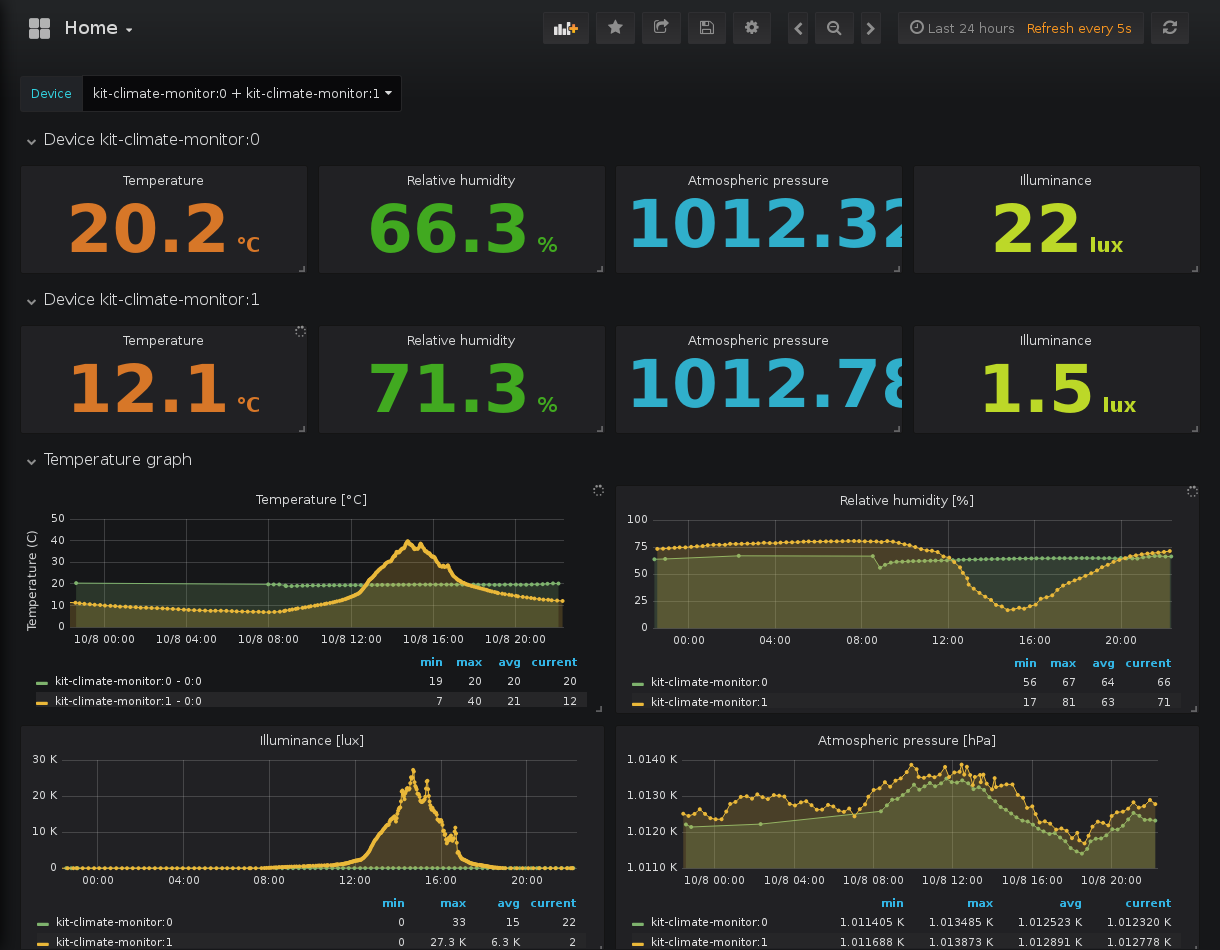 Home
Last 24 hours Refresh every 5s
Device kit-climate-monitor:0 + kit-climate-monitor:1
Device kit-climate-monitor:0
Temperature Relative humidity Atmospheric pressure Illuminance
20.2 °C 66.3 % 1012.32 22 lux
Device kit-climate-monitor:1
Temperature Relative humidity Atmospheric pressure Illuminance
12.1 °C 71.3 % 1012.78 1.5 lux
Temperature graph
Temperature [°C]
Temperature (C)
50
40
30
20
10
0
10/8 00:00 10/8 04:00 10/8 08:00 10/8 12:00 10/8 16:00 10/8 20:00
min max avg current
kit-climate-monitor:0 - 0:0 19 20 20 20
kit-climate-monitor:1 - 0:0 7 40 21 12
Relative humidity [%]
100
75
50
25
0
00:00 04:00 08:00 12:00 16:00 20:00
min max avg current
kit-climate-monitor:0 56 67 64 66
kit-climate-monitor:1 17 81 63 71
Illuminance [lux]
30 K
20 K
10 K
0
00:00 04:00 08:00 12:00 16:00 20:00
min max avg current
kit-climate-monitor:0 0 33 15 22
kit-climate-monitor:1 0 27.3 K 6.3 K 2
Atmospheric pressure [hPa]
1.0140 K
1.0130 K
1.0120 K
1.0110 K
10/8 00:00 10/8 04:00 10/8 08:00 10/8 12:00 10/8 16:00 10/8 20:00
min max avg current
kit-climate-monitor:0 1.011405 K 1.013485 K 1.012523 K 1.012320 K
kit-climate-monitor:1 1.011688 K 1.013873 K 1.012891 K 1.012778 K